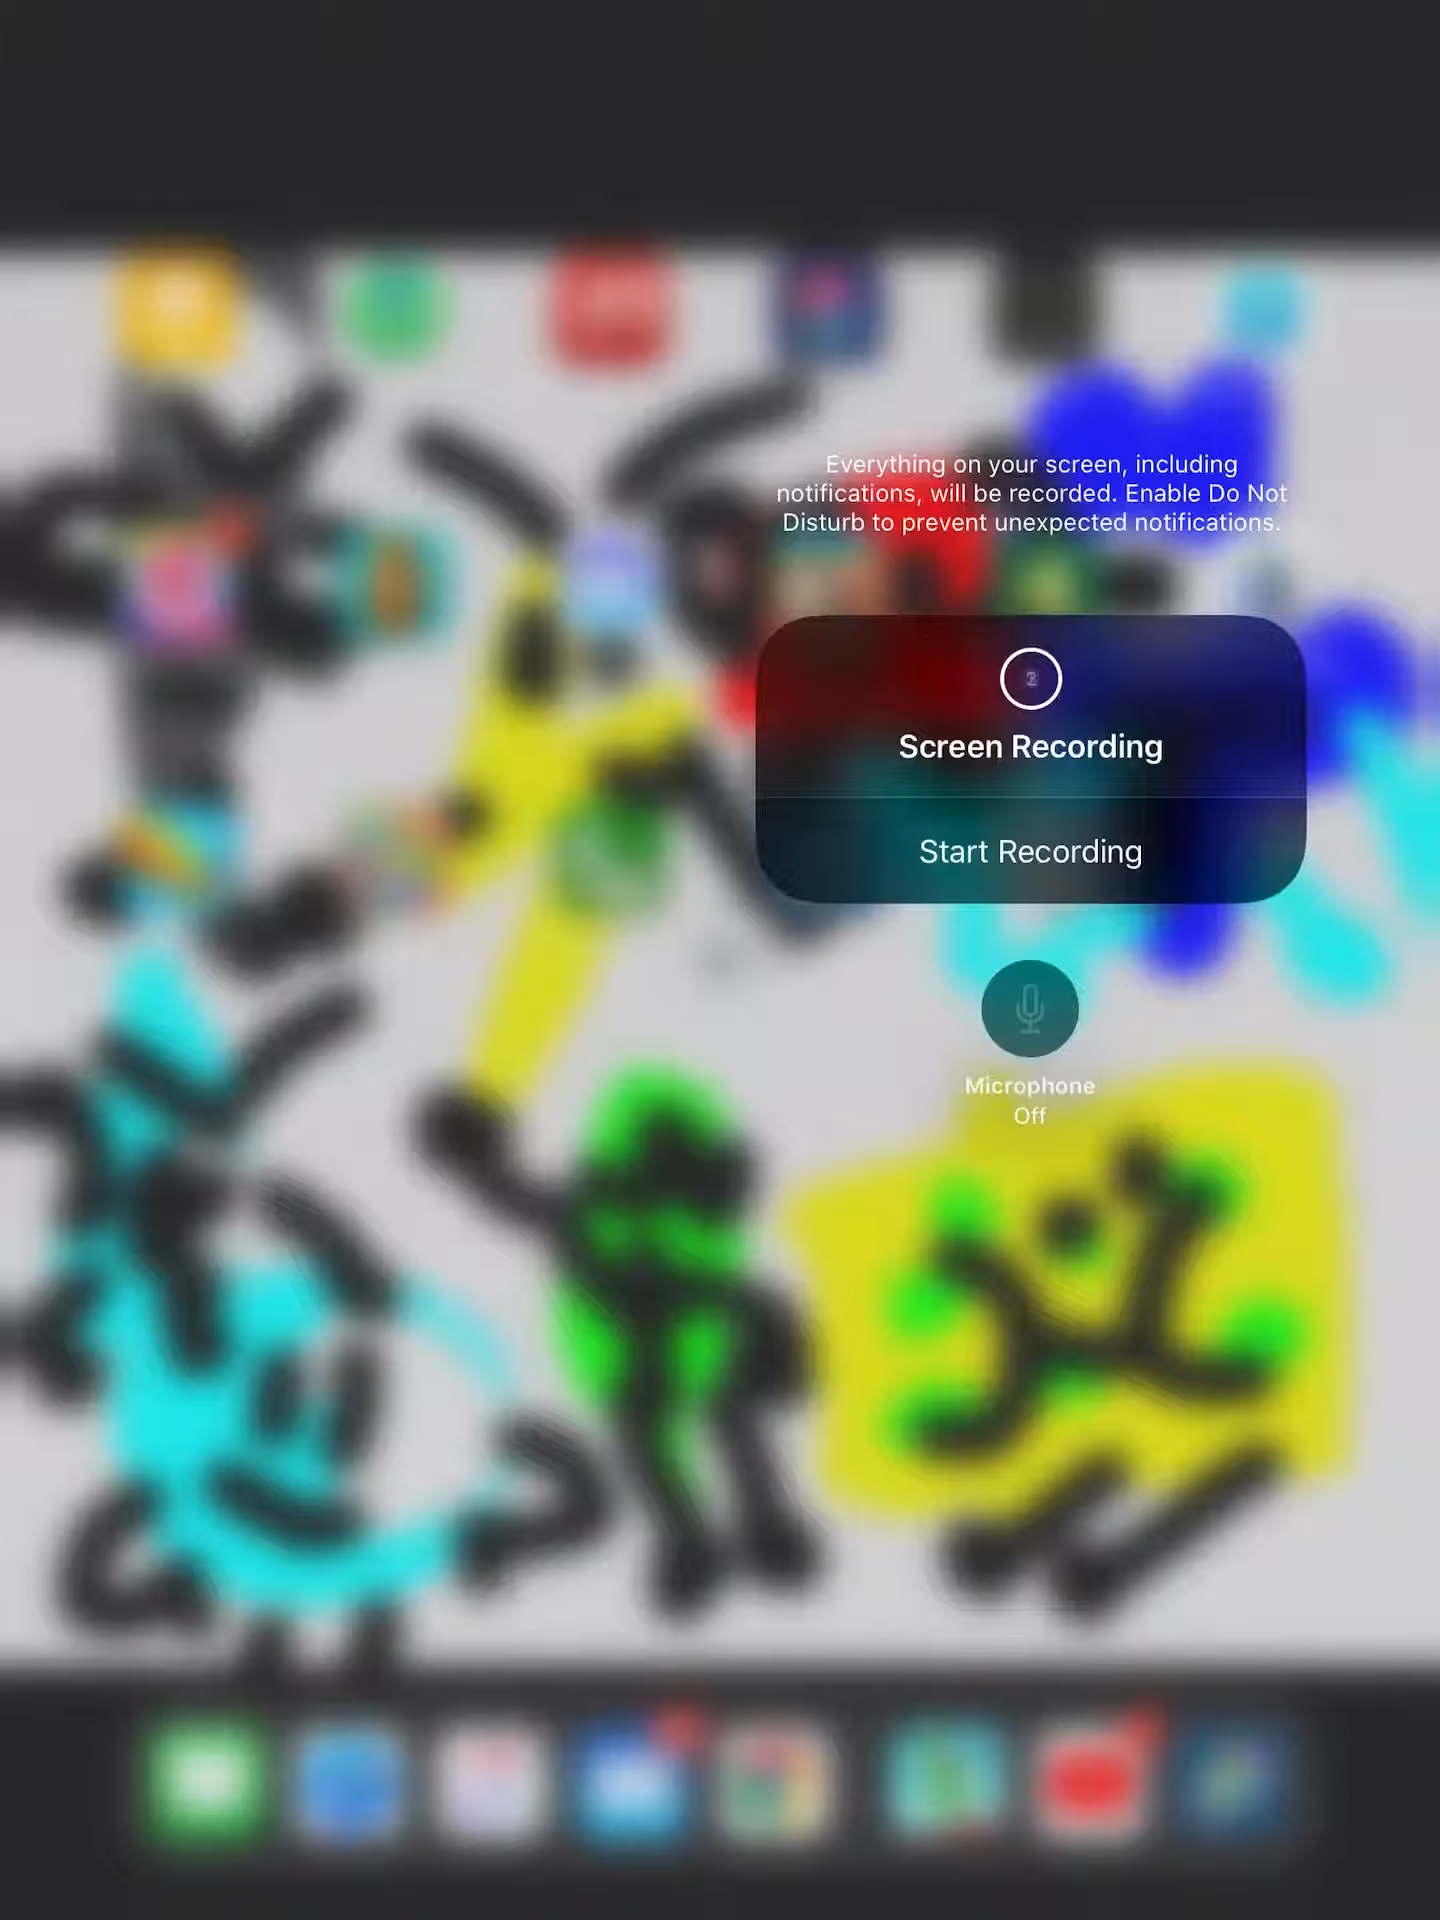 Everything on your screen, including
notifications, will be recorded. Enable Do Not
Disturb to prevent unexpected notifications.
2
Screen Recording
Start Recording
Microphone
Off